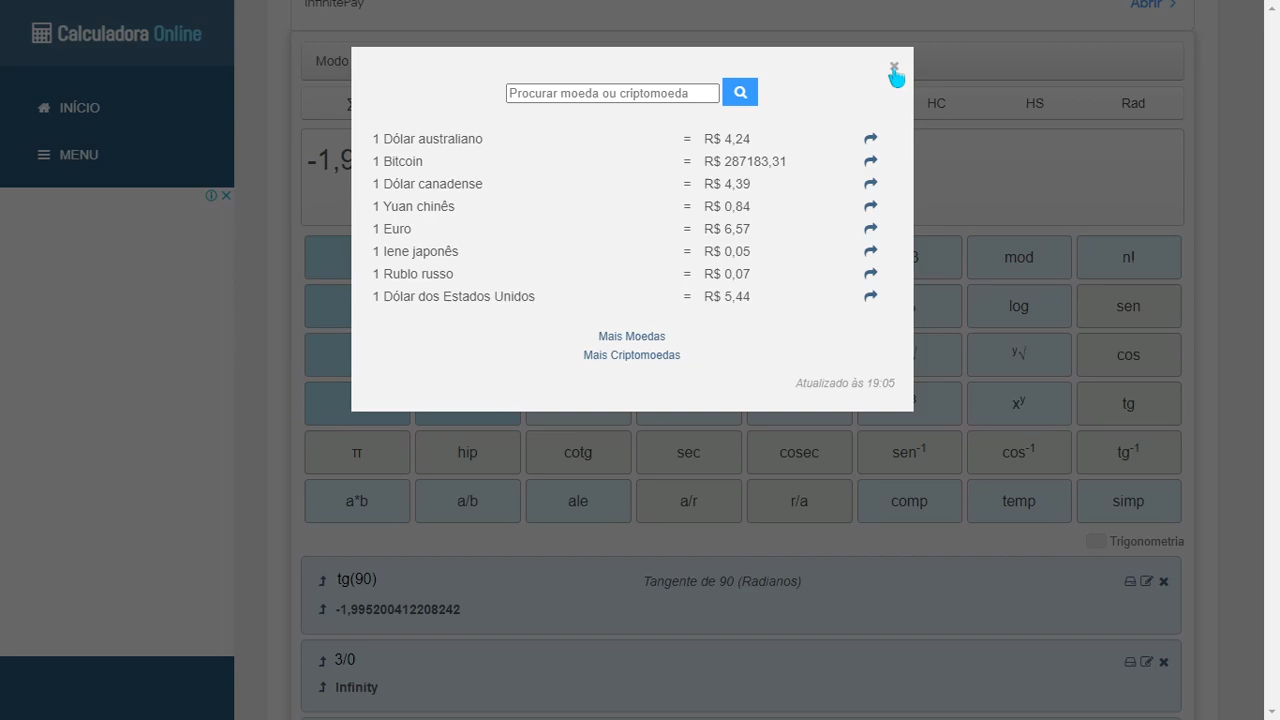 InfinitePay
Abrir
Calculadora Online
Modo
INÍCIO
MENU
HC
HS
Rad
-1,9
Procurar moeda ou criptomoeda
1 Dólar australiano = R$ 4,24
1 Bitcoin = R$ 287183,31
1 Dólar canadense = R$ 4,39
1 Yuan chinês = R$ 0,84
1 Euro = R$ 6,57
1 Iene japonês = R$ 0,05
1 Rublo russo = R$ 0,07
1 Dólar dos Estados Unidos = R$ 5,44
Mais Moedas
Mais Criptomoedas
Atualizado às 19:05
mod n!
log sen
y√ cos
xy tg
π hip cotg sec cosec sen-1 cos-1 tg-1
a*b a/b ale a/r r/a comp temp simp
Trigonometria
tg(90) Tangente de 90 (Radianos)
-1,995200412208242
3/0
Infinity